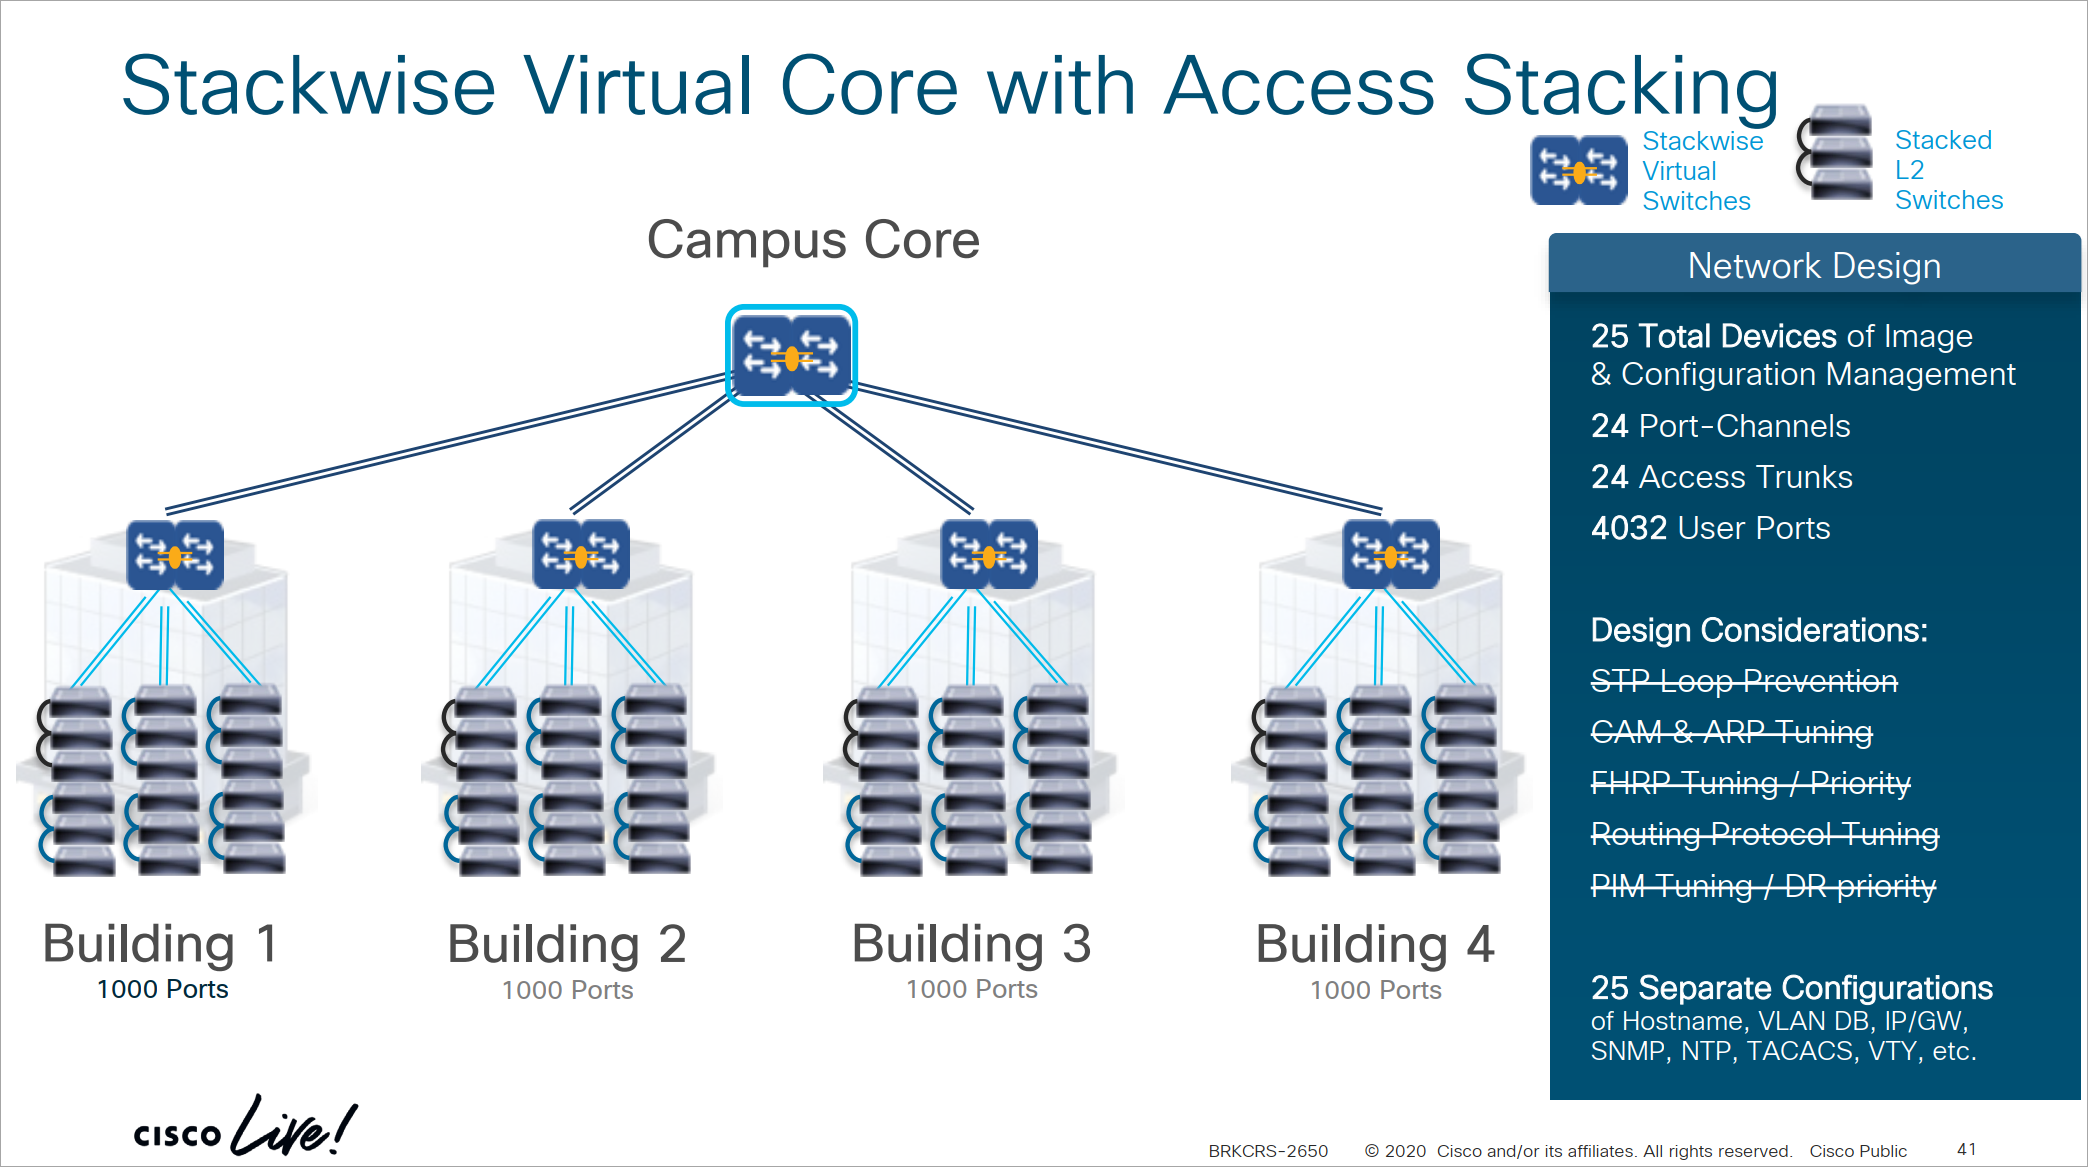 Stackwise Virtual Core with Access Stacking
Stackwise
Virtual
Switches
Stacked
L2
Switches
Campus Core
Network Design
25 Total Devices of Image
& Configuration Management
24 Port-Channels
24 Access Trunks
4032 User Ports
Design Considerations:
STP Loop Prevention
CAM & ARP Tuning
FHRP Tuning / Priority
Routing Protocol Tuning
PIM Tuning / DR priority
25 Separate Configurations
of Hostname, VLAN DB, IP/GW,
SNMP, NTP, TACACS, VTY, etc.
Building 1
1000 Ports
Building 2
1000 Ports
Building 3
1000 Ports
Building 4
1000 Ports
CISCO Live!
BRKCRS-2650 © 2020 Cisco and/or its affiliates. All rights reserved. Cisco Public 41